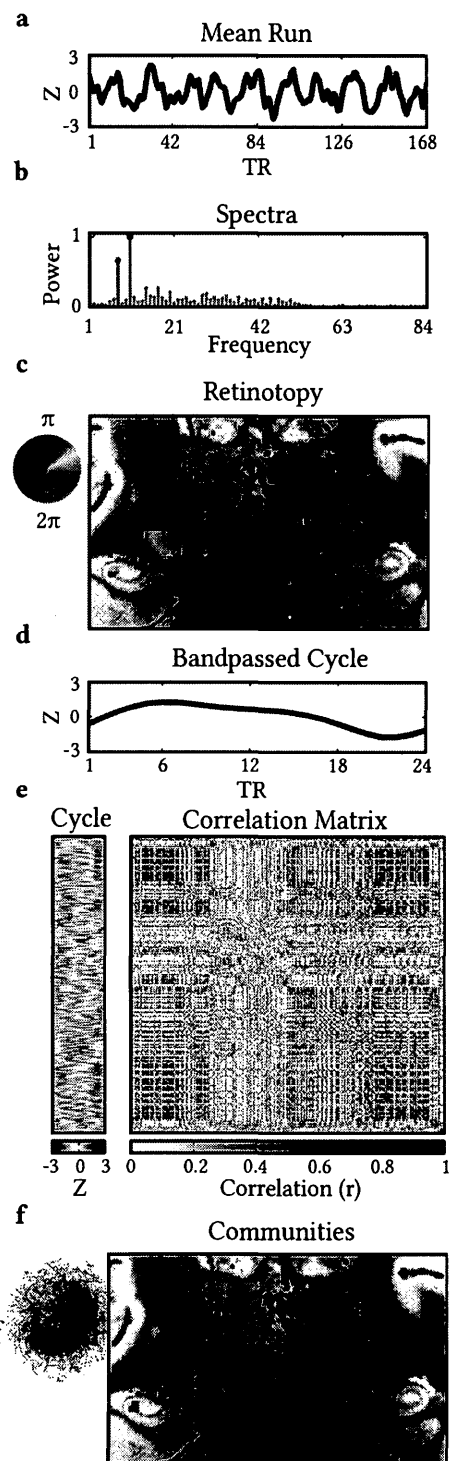 a
Mean Run
3
Z 0
-3
1 42 84 126 168
TR
b
Spectra
1
Power
0
1 21 42 63 84
Frequency
c
Retinotopy
π
2π
d
Bandpassed Cycle
3
Z 0
-3
1 6 12 18 24
TR
e
Cycle Correlation Matrix
-3 0 3 0 0.2 0.4 0.6 0.8 1
Z Correlation (r)
f
Communities